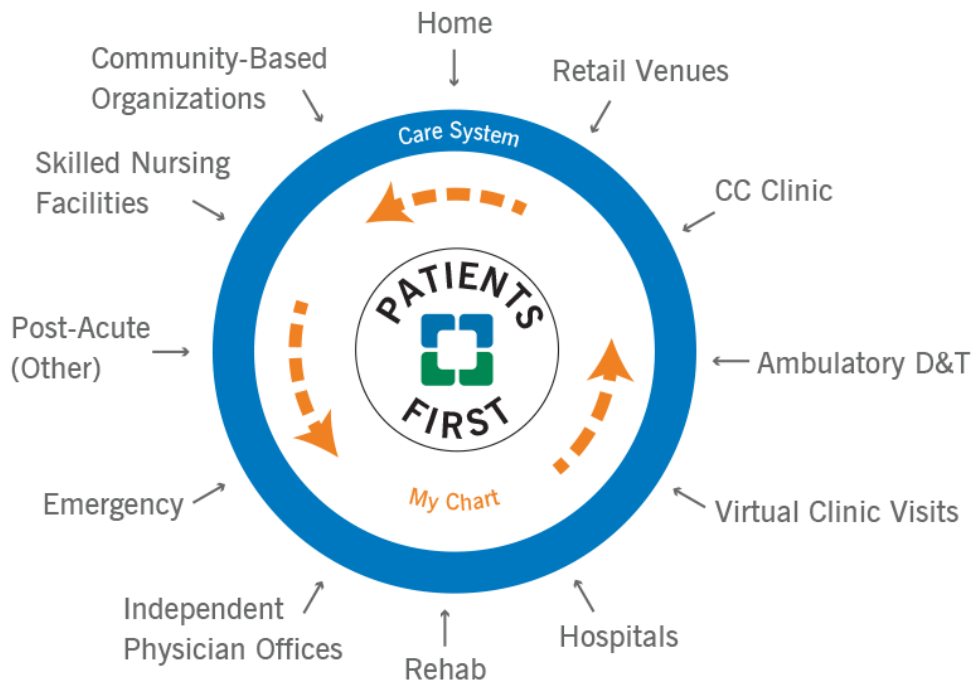 Home
Retail Venues
CC Clinic
Ambulatory D&T
Virtual Clinic Visits
Hospitals
Rehab
Independent
Physician Offices
Emergency
Post-Acute
(Other)
Skilled Nursing
Facilities
Community-Based
Organizations
Care System
PATIENTS
FIRST
My Chart